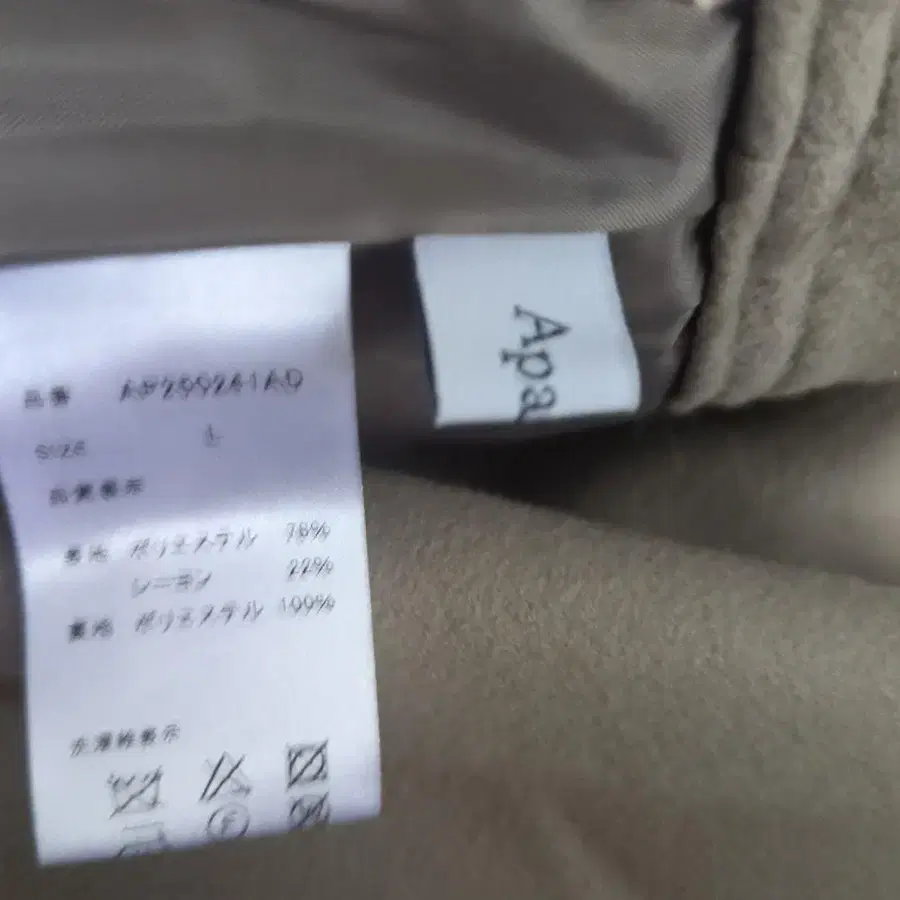 品番 AP299241AD
SIZE L
品質表示
表地 ポリエステル 78%
レーヨン 22%
裏地 ポリエステル 100%
洗濯絵表示
Apa